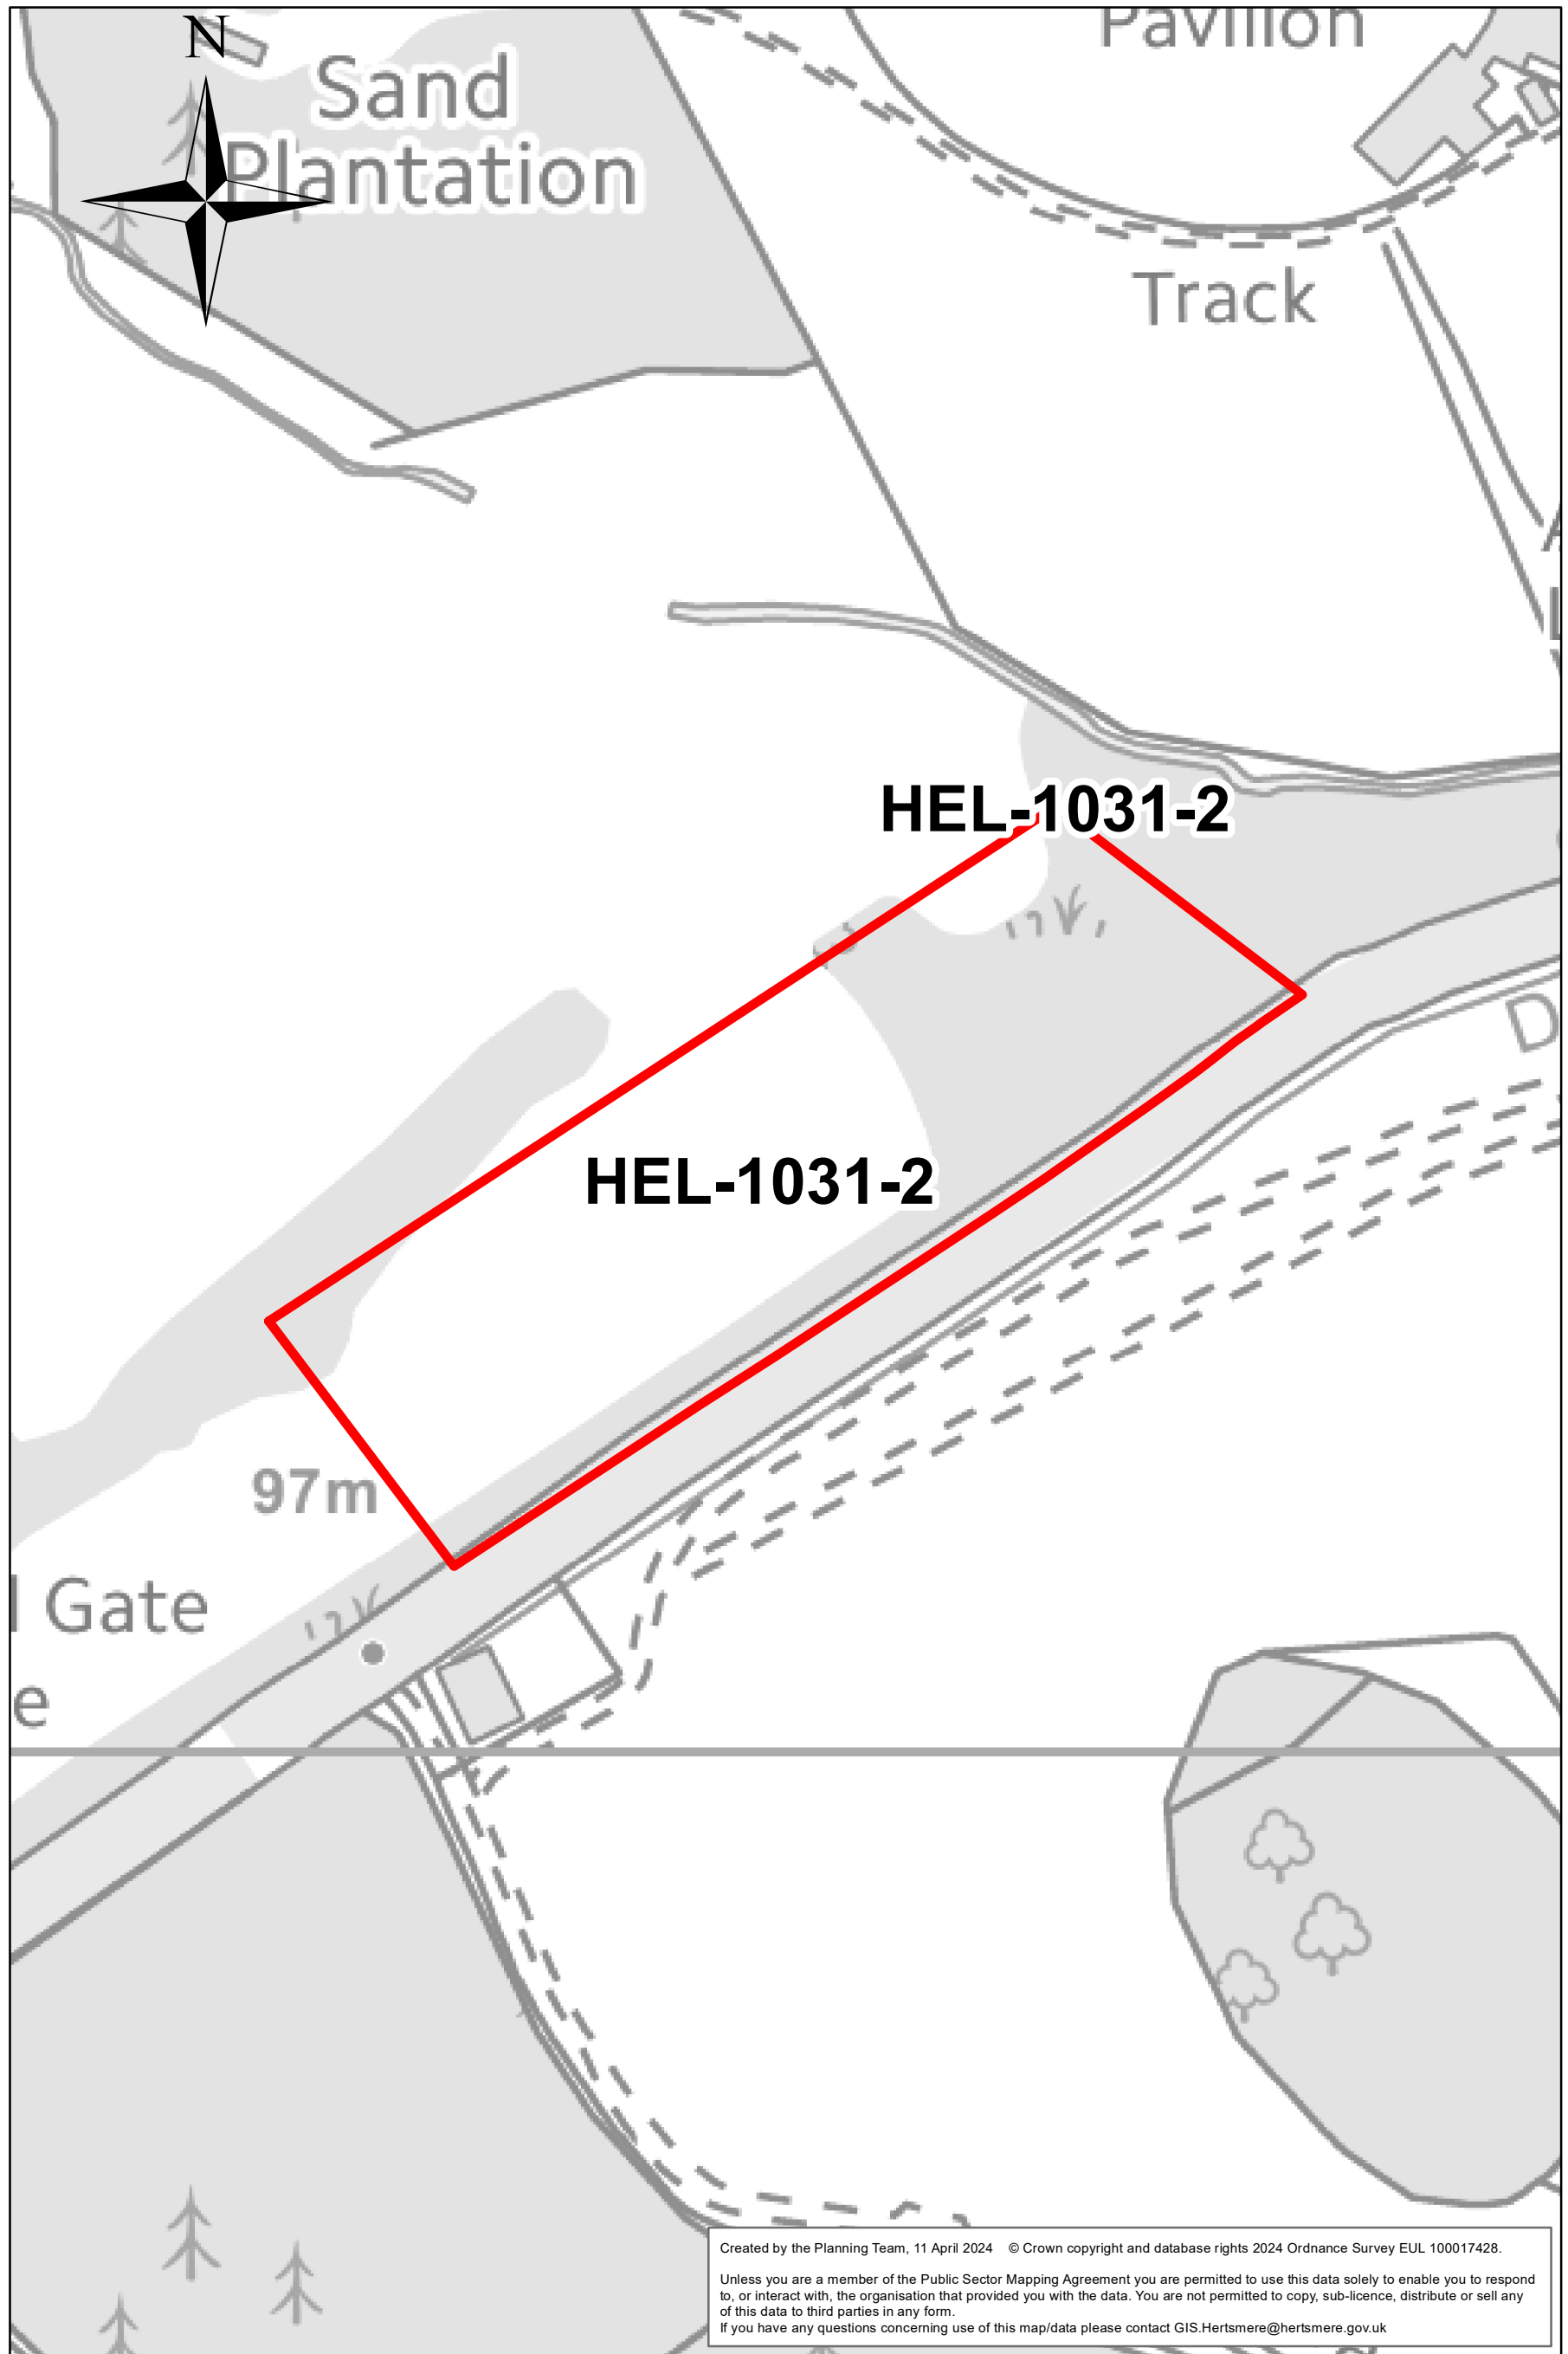 N
Pavilion
Sand
Plantation
Track
HEL-1031-2
D
HEL-1031-2
97m
Gate
e
Created by the Planning Team, 11 April 2024 © Crown copyright and database rights 2024 Ordnance Survey EUL 100017428.
Unless you are a member of the Public Sector Mapping Agreement you are permitted to use this data solely to enable you to respond
to, or interact with, the organisation that provided you with the data. You are not permitted to copy, sub-licence, distribute or sell any
of this data to third parties in any form.
If you have any questions concerning use of this map/data please contact GIS.Hertsmere@hertsmere.gov.uk